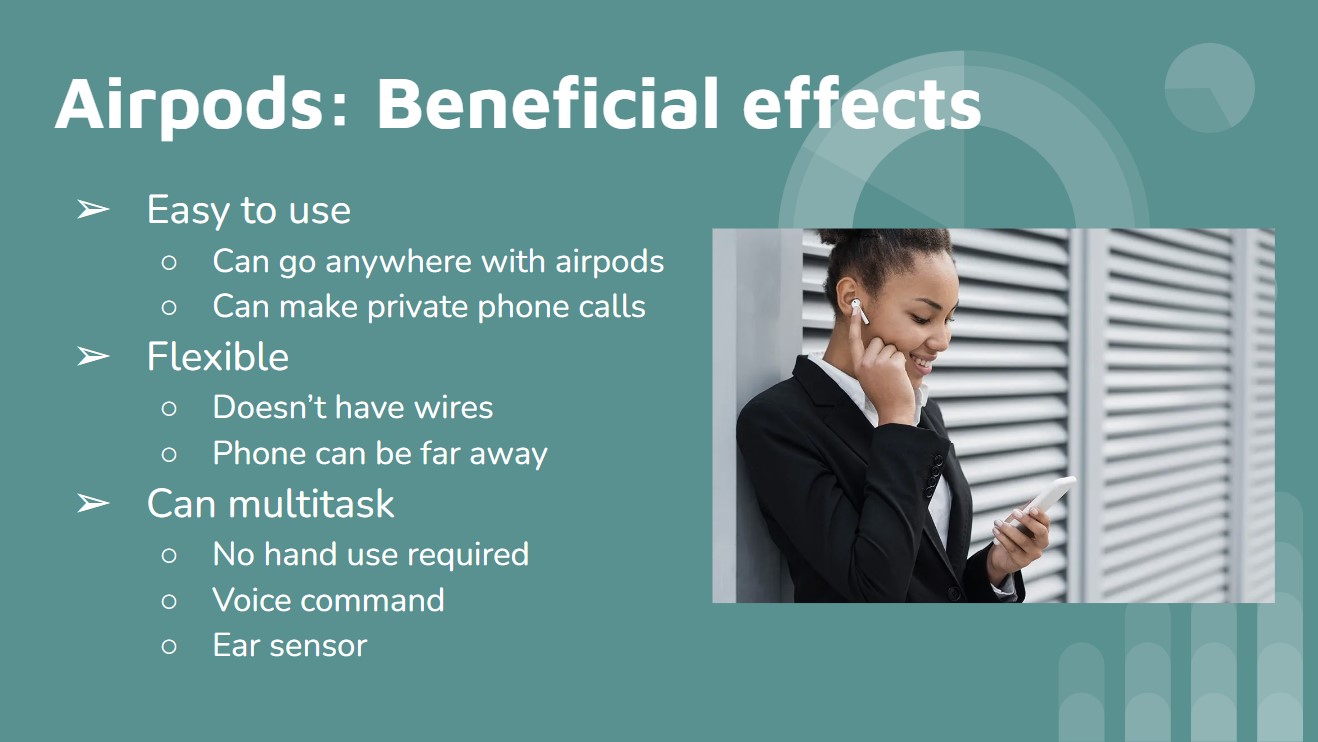 Airpods: Beneficial effects
➢ Easy to use
○ Can go anywhere with airpods
○ Can make private phone calls
➢ Flexible
○ Doesn’t have wires
○ Phone can be far away
➢ Can multitask
○ No hand use required
○ Voice command
○ Ear sensor